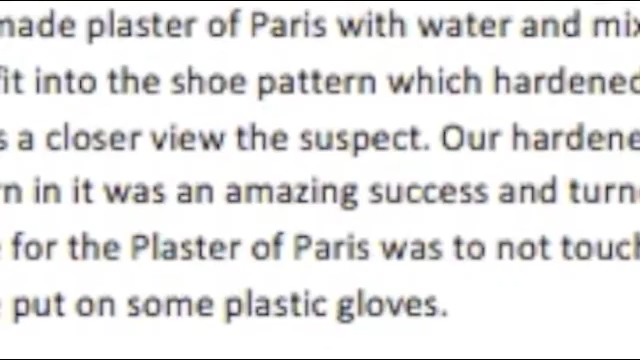 made plaster of Paris with water and mix
fit into the shoe pattern which hardened
s a closer view the suspect. Our hardene
rn in it was an amazing success and turn
for the Plaster of Paris was to not touch
put on some plastic gloves.